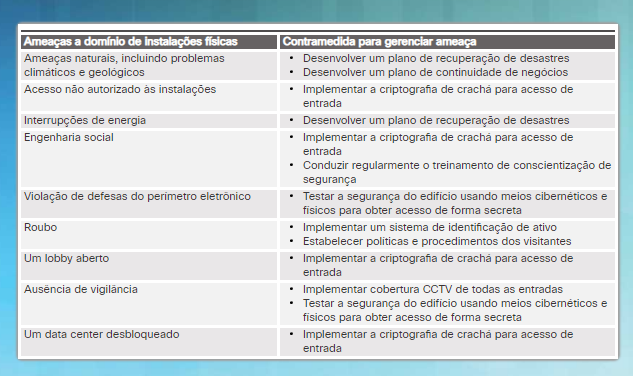 Ameaças a domínio de instalações físicas
Contramedida para gerenciar ameaça
Ameaças naturais, incluindo problemas
climáticos e geológicos
• Desenvolver um plano de recuperação de desastres
• Desenvolver um plano de continuidade de negócios
Acesso não autorizado às instalações
• Implementar a criptografia de crachá para acesso de
entrada
Interrupções de energia
• Desenvolver um plano de recuperação de desastres
Engenharia social
• Implementar a criptografia de crachá para acesso de
entrada
• Conduzir regularmente o treinamento de conscientização de
segurança
Violação de defesas do perímetro eletrônico
• Testar a segurança do edifício usando meios cibernéticos e
físicos para obter acesso de forma secreta
Roubo
• Implementar um sistema de identificação de ativo
• Estabelecer políticas e procedimentos dos visitantes
Um lobby aberto
• Implementar a criptografia de crachá para acesso de
entrada
Ausência de vigilância
• Implementar cobertura CCTV de todas as entradas
• Testar a segurança do edifício usando meios cibernéticos e
físicos para obter acesso de forma secreta
Um data center desbloqueado
• Implementar a criptografia de crachá para acesso de
entrada